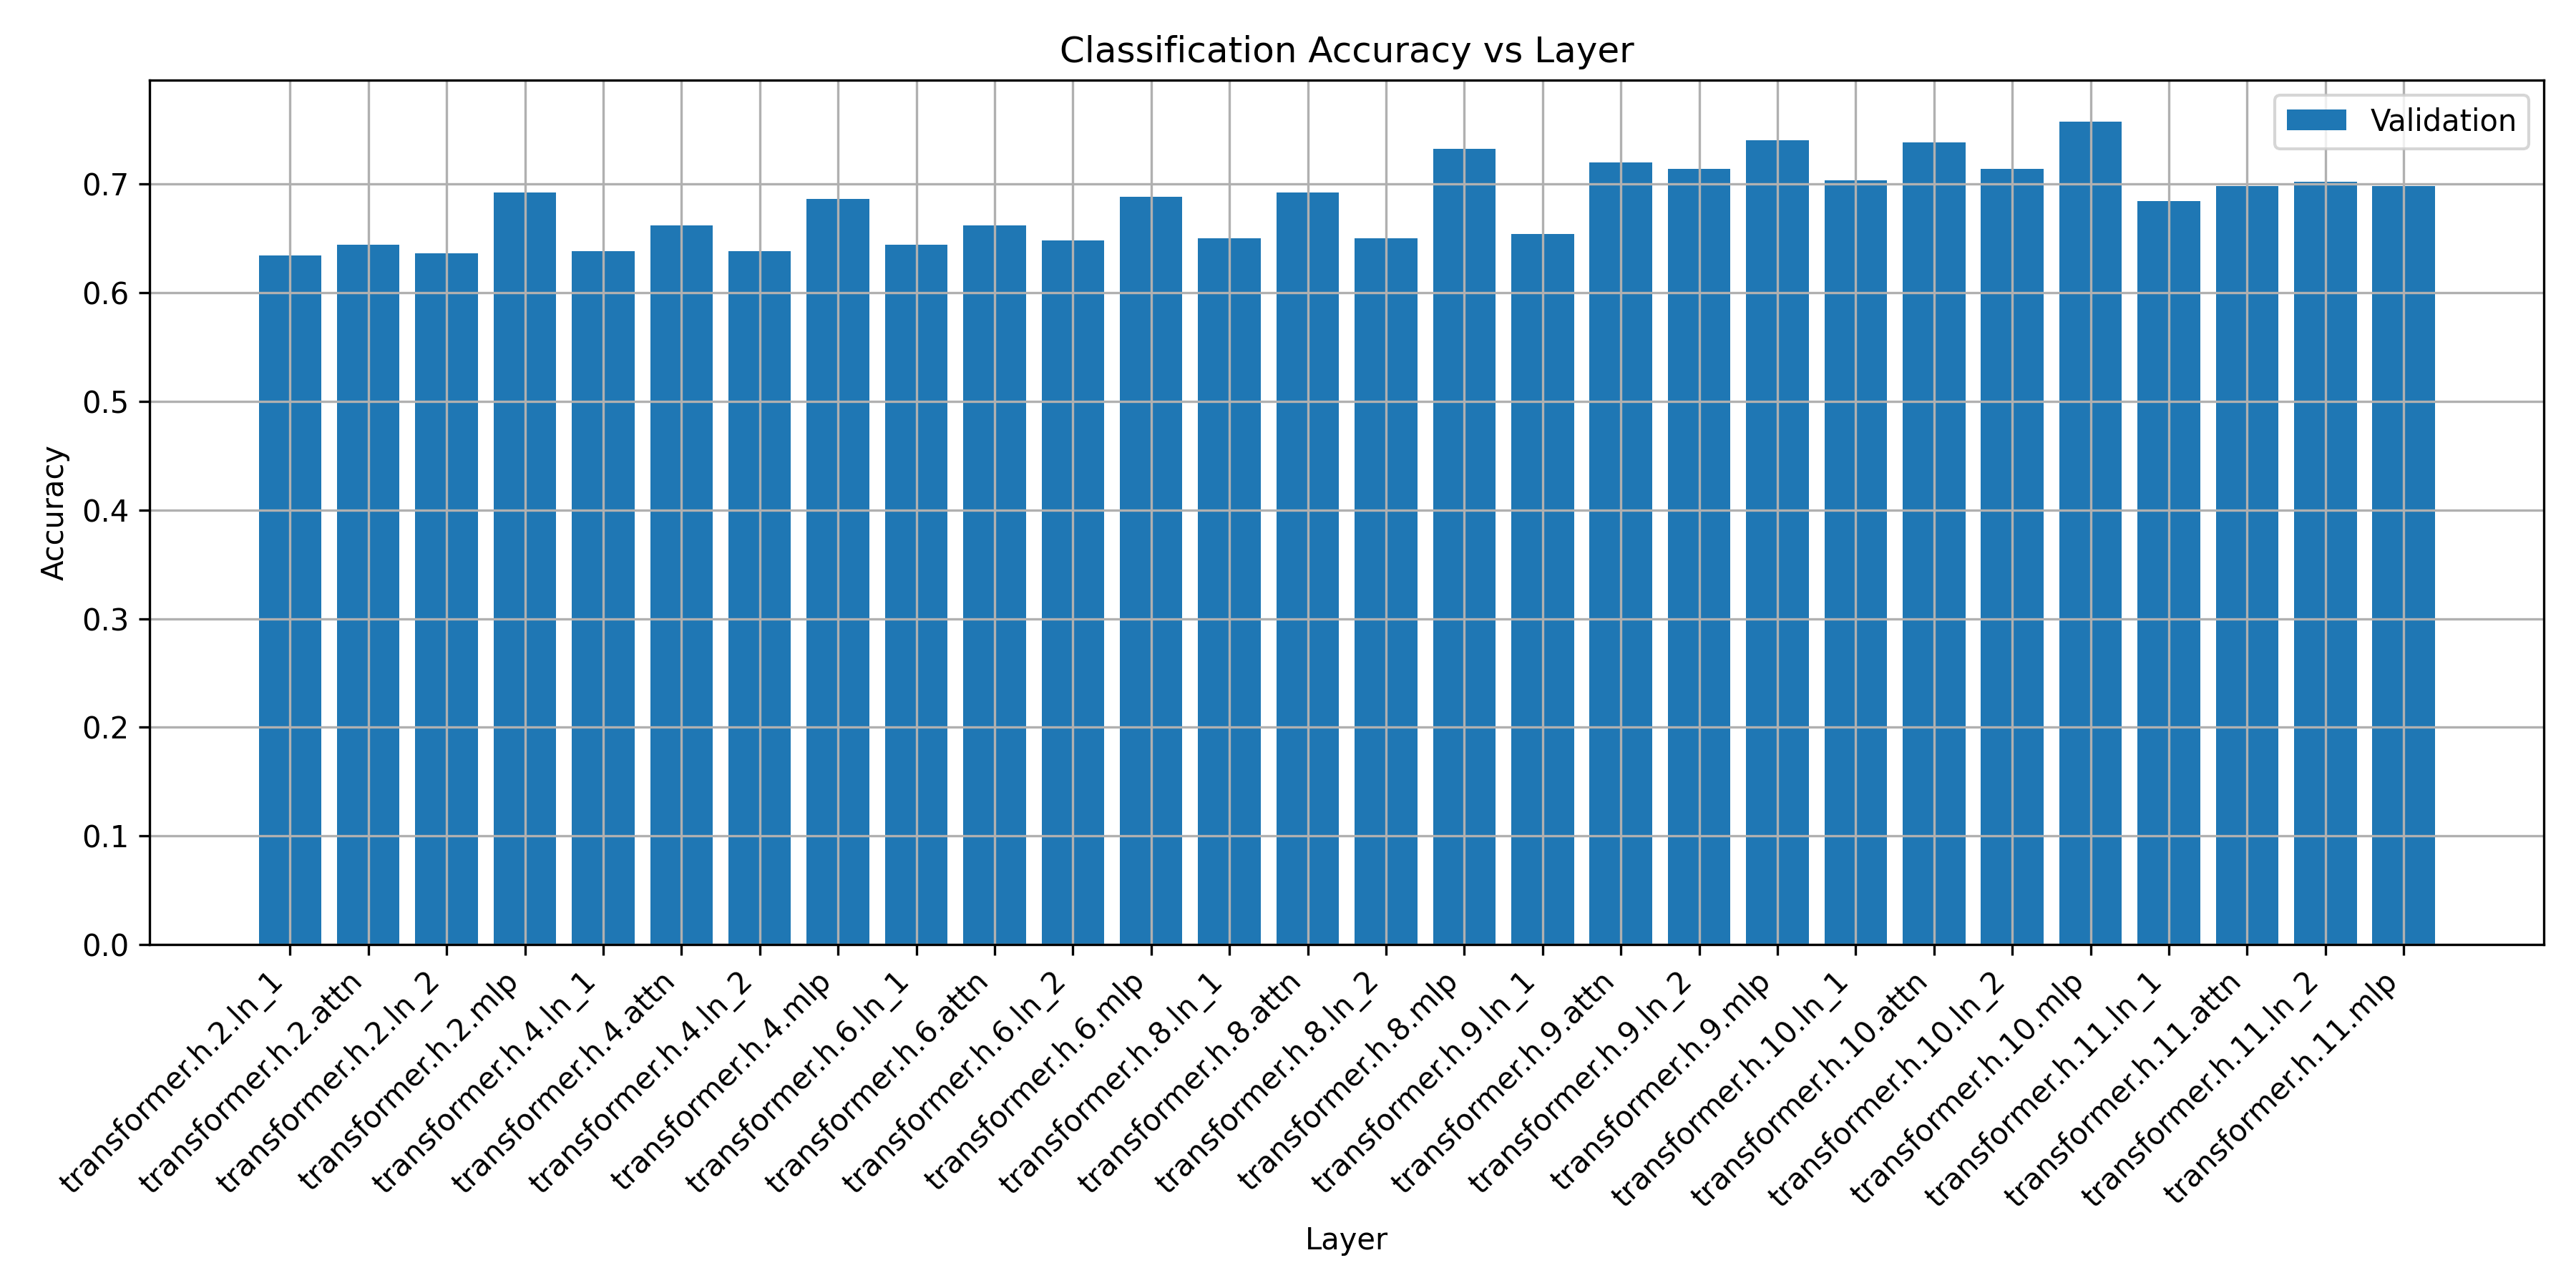 Classification Accuracy vs Layer
Validation
Accuracy
0.7
0.6
0.5
0.4
0.3
0.2
0.1
0.0
transformer.h.2.ln_1
transformer.h.2.attn
transformer.h.2.ln_2
transformer.h.2.mlp
transformer.h.4.ln_1
transformer.h.4.attn
transformer.h.4.ln_2
transformer.h.4.mlp
transformer.h.6.ln_1
transformer.h.6.attn
transformer.h.6.ln_2
transformer.h.6.mlp
transformer.h.8.ln_1
transformer.h.8.attn
transformer.h.8.ln_2
transformer.h.8.mlp
transformer.h.9.ln_1
transformer.h.9.attn
transformer.h.9.ln_2
transformer.h.9.mlp
transformer.h.10.ln_1
transformer.h.10.attn
transformer.h.10.ln_2
transformer.h.10.mlp
transformer.h.11.ln_1
transformer.h.11.attn
transformer.h.11.ln_2
transformer.h.11.mlp
Layer